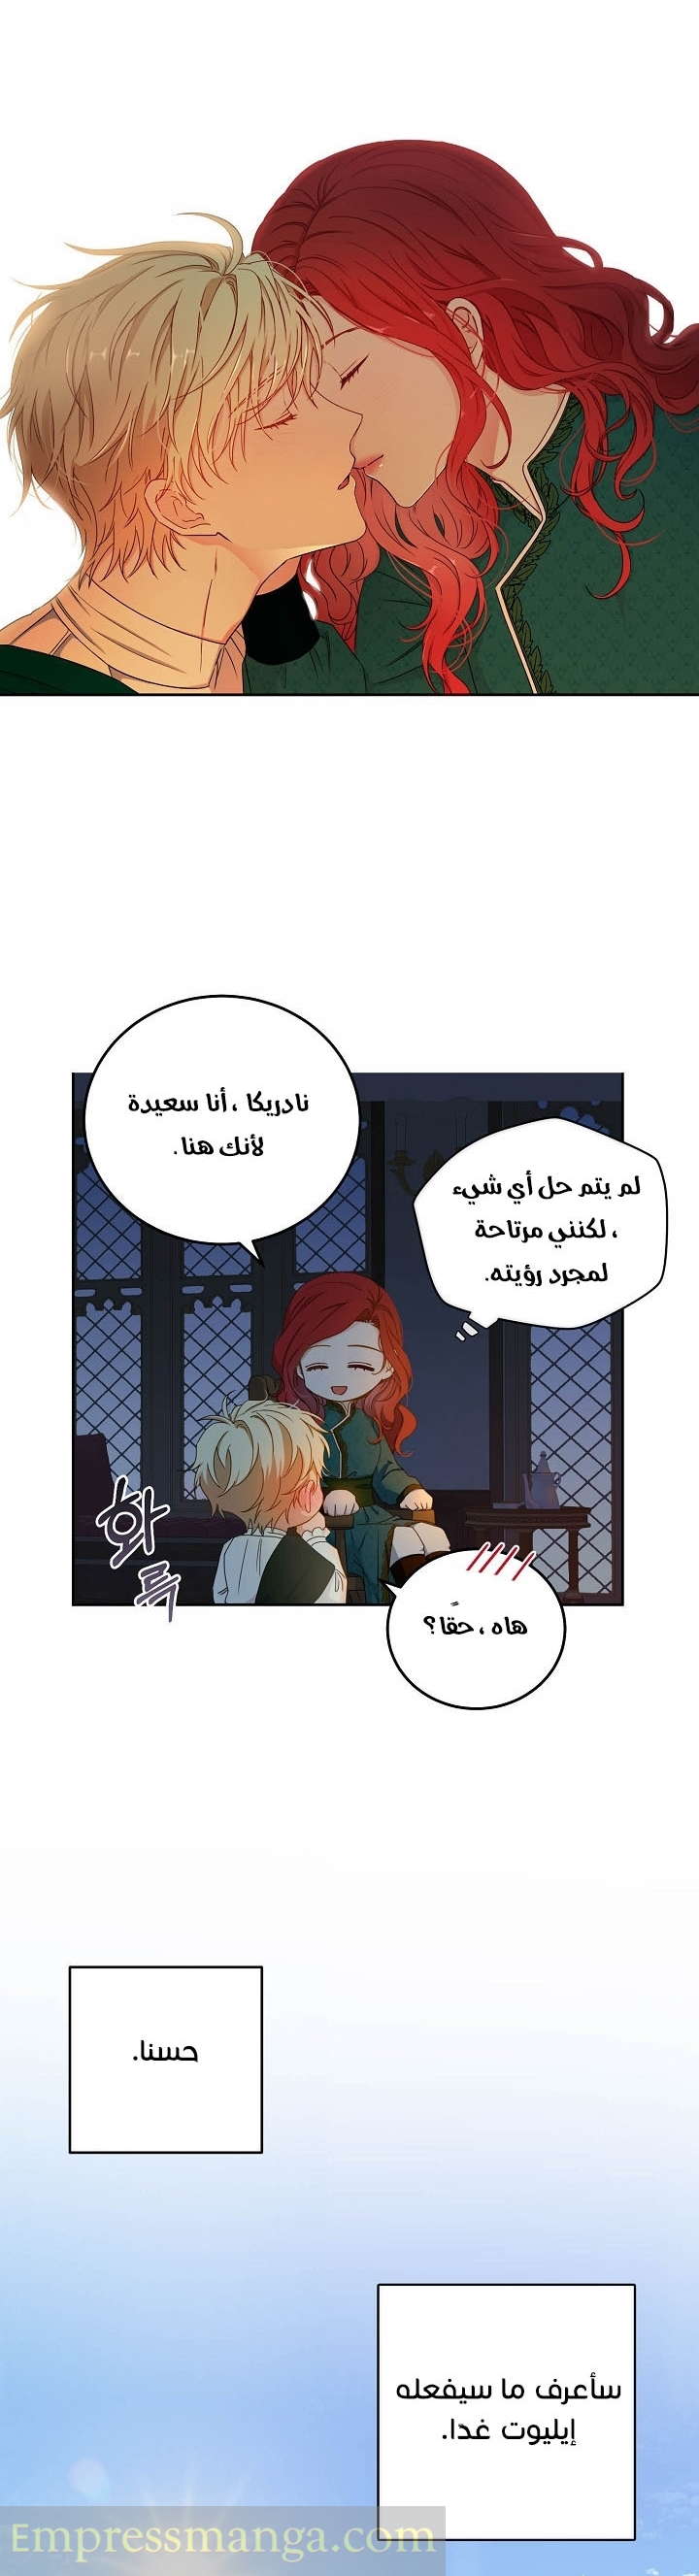 نادريكا ، أنا سعيدة
لأنك هنا.
لم يتم حل أي شيء
، لكنني مرتاحة
لمجرد رؤيته.
화
륵
هاه ، حقا؟
حسنا.
سأعرف ما سيفعله
إيليوت غدا.
Empressmanga.com